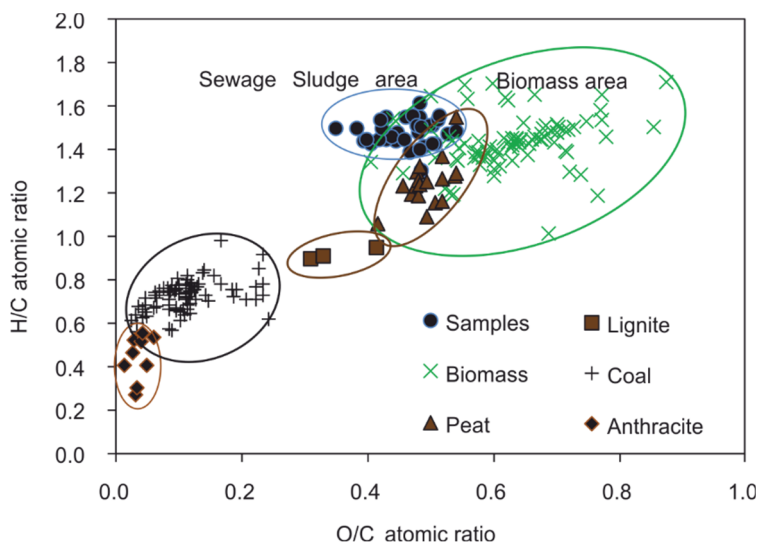 2.0
1.8
Sewage Sludge area
Biomass area
1.6
1.4
1.2
1.0
0.8
0.6
0.4
0.2
0.0
H/C atomic ratio
Samples
Lignite
Biomass
Coal
Peat
Anthracite
0.0 0.2 0.4 0.6 0.8 1.0
O/C atomic ratio